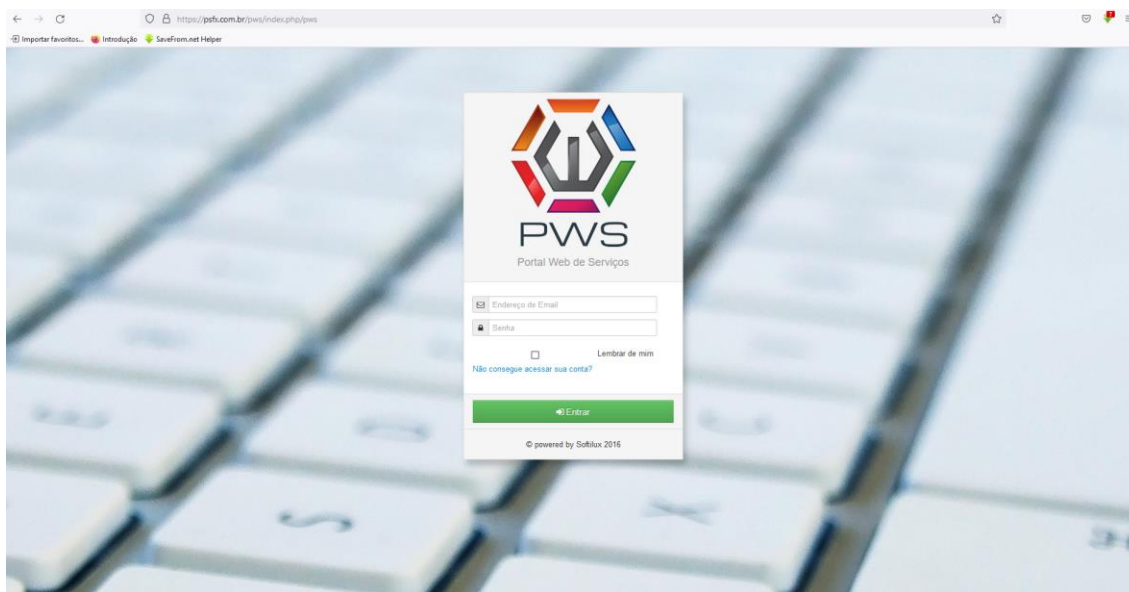 https://psfx.com.br/pws/index.php/pws
Importar favoritos... Introdução SaveFrom.net Helper
PWS
Portal Web de Serviços
Endereço de Email
Senha
Lembrar de mim
Não consegue acessar sua conta?
Entrar
© powered by Softilux 2016
S
X